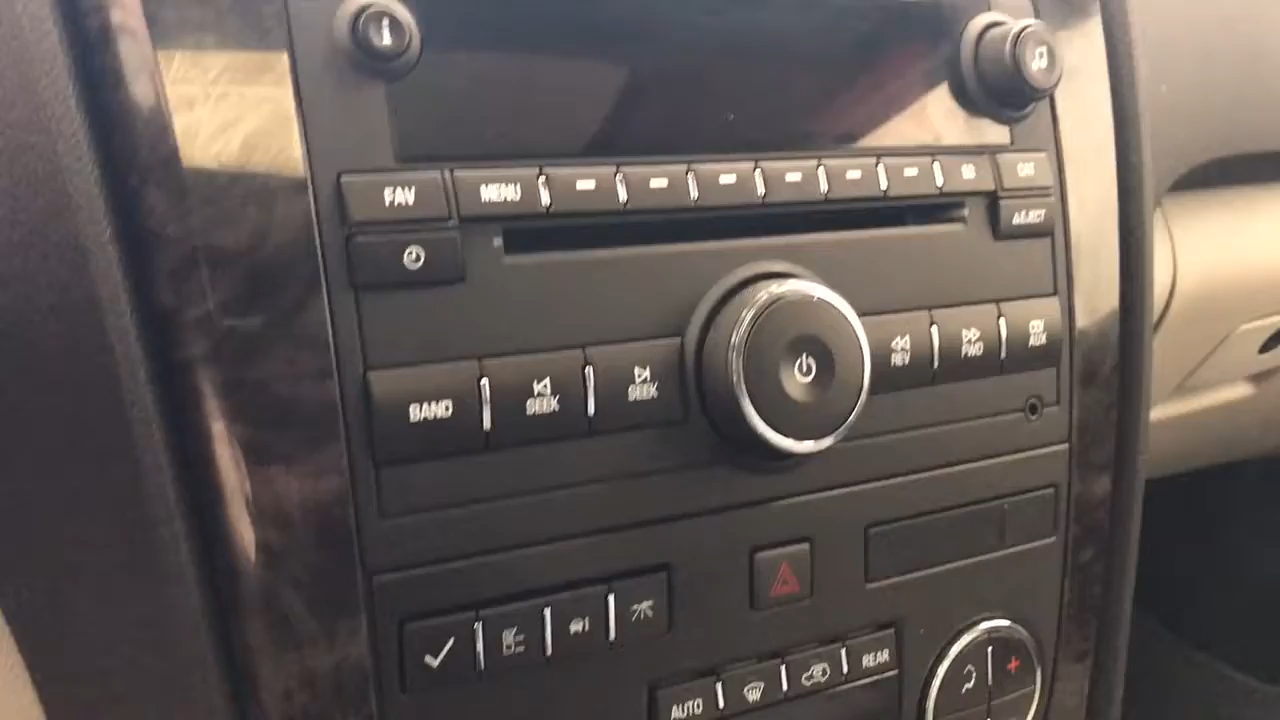 FAV
MENU
CAT
EJECT
BAND
SEEK
SEEK
REV
FWD
CD/
AUX
AUTO
REAR